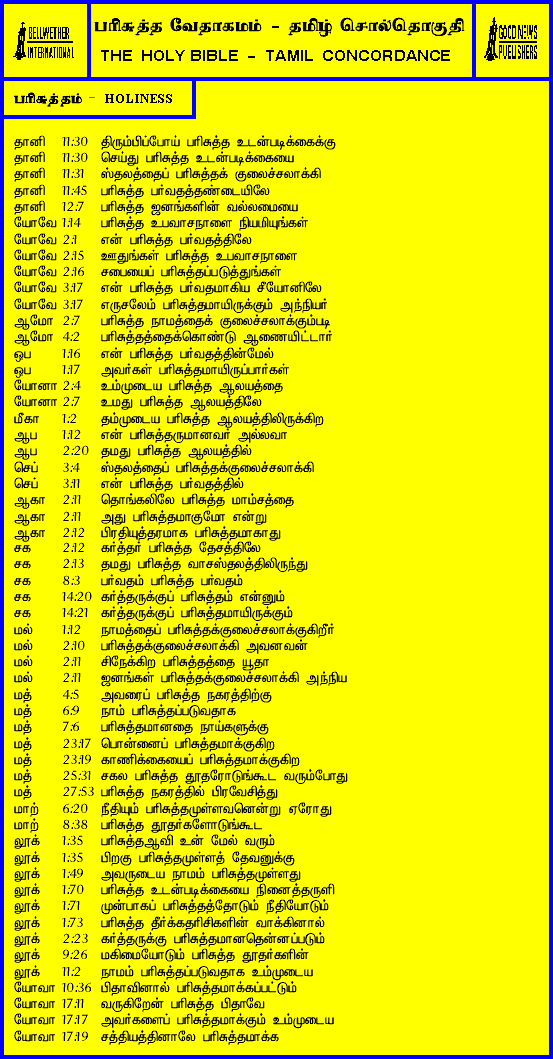 BELLWETHER
INTERNATIONAL
பரிசுத்த வேதாகமம் - தமிழ் சொல்தொகுதி
THE HOLY BIBLE - TAMIL CONCORDANCE
GOOD NEWS
PUBLISHERS
பரிசுத்தம் - HOLINESS
தானி 11:30 திரும்பிப்போய் பரிசுத்த உடன்படிக்கைக்கு
தானி 11:30 செய்து பரிசுத்த உடன்படிக்கையை
தானி 11:31 ஸ்தலத்தைப் பரிசுத்தக் குலைச்சலாக்கி
தானி 11:45 பரிசுத்த பர்வதத்தண்டையிலே
தானி 12:7 பரிசுத்த ஜனங்களின் வல்லமையை
யோவே 1:14 பரிசுத்த உபவாசநாளை நியமியுங்கள்
யோவே 2:1 என் பரிசுத்த பர்வதத்திலே
யோவே 2:15 ஊதுங்கள் பரிசுத்த உபவாசநாளை
யோவே 2:16 சபையைப் பரிசுத்தப்படுத்துங்கள்
யோவே 3:17 என் பரிசுத்த பர்வதமாகிய சீயோனிலே
யோவே 3:17 எருசலேம் பரிசுத்தமாயிருக்கும் அந்நியர்
ஆமோ 2:7 பரிசுத்த நாமத்தைக் குலைச்சலாக்கும்படி
ஆமோ 4:2 பரிசுத்தத்தைக்கொண்டு ஆணையிட்டார்
ஒப 1:16 என் பரிசுத்த பர்வதத்தின்மேல்
ஒப 1:17 அவர்கள் பரிசுத்தமாயிருப்பார்கள்
யோனா 2:4 உம்முடைய பரிசுத்த ஆலயத்தை
யோனா 2:7 உமது பரிசுத்த ஆலயத்திலே
மீகா 1:2 தம்முடைய பரிசுத்த ஆலயத்திலிருக்கிற
ஆப 1:12 என் பரிசுத்தருமானவர் அல்லவா
ஆப 2:20 தமது பரிசுத்த ஆலயத்தில்
செப் 3:4 ஸ்தலத்தைப் பரிசுத்தக்குலைச்சலாக்கி
செப் 3:11 என் பரிசுத்த பர்வதத்தில்
ஆகா 2:11 தொங்கலிலே பரிசுத்த மாம்சத்தை
ஆகா 2:11 அது பரிசுத்தமாகுமோ என்று
ஆகா 2:12 பிரதியுத்தரமாக பரிசுத்தமாகாது
சக 2:12 கர்த்தர் பரிசுத்த தேசத்திலே
சக 2:13 தமது பரிசுத்த வாசஸ்தலத்திலிருந்து
சக 8:3 பர்வதம் பரிசுத்த பர்வதம்
சக 14:20 கர்த்தருக்குப் பரிசுத்தம் என்னும்
சக 14:21 கர்த்தருக்குப் பரிசுத்தமாயிருக்கும்
மல் 1:12 நாமத்தைப் பரிசுத்தக்குலைச்சலாக்குகிறீர்
மல் 2:10 பரிசுத்தக்குலைச்சலாக்கி அவனவன்
மல் 2:11 சிநேக்கிற பரிசுத்தத்தை யூதா
மல் 2:11 ஜனங்கள் பரிசுத்தக்குலைச்சலாக்கி அந்நிய
மத் 4:5 அவரைப் பரிசுத்த நகரத்திற்கு
மத் 6:9 நாம் பரிசுத்தப்படுவதாக
மத் 7:6 பரிசுத்தமானதை நாய்களுக்கு
மத் 23:17 பொன்னைப் பரிசுத்தமாக்குகிற
மத் 23:19 காணிக்கையைப் பரிசுத்தமாக்குகிற
மத் 25:31 சகல பரிசுத்த தூதரோடுங்கூட வரும்போது
மத் 27:53 பரிசுத்த நகரத்தில் பிரவேசித்து
மாற் 6:20 நீதியும் பரிசுத்தமுள்ளவனென்று ஏரோது
மாற் 8:38 பரிசுத்த தூதர்களோடுங்கூட
லூக் 1:35 பரிசுத்தஆவி உன் மேல் வரும்
லூக் 1:35 பிறகு பரிசுத்தமுள்ளத் தேவனுக்கு
லூக் 1:49 அவருடைய நாமம் பரிசுத்தமுள்ளது
லூக் 1:70 பரிசுத்த உடன்படிக்கையை நினைத்தருளி
லூக் 1:71 முன்பாகப் பரிசுத்தத்தோடும் நீதியோடும்
லூக் 1:73 பரிசுத்த தீர்க்கதரிசிகளின் வாக்கினால்
லூக் 2:23 கர்த்தருக்கு பரிசுத்தமானதென்னப்படும்
லூக் 9:26 மகிமையோடும் பரிசுத்த தூதர்களின்
லூக் 11:2 நாமம் பரிசுத்தப்படுவதாக உம்முடைய
யோவா 10:36 பிதாவினால் பரிசுத்தமாக்கப்பட்டும்
யோவா 17:11 வருகிறேன் பரிசுத்த பிதாவே
யோவா 17:17 அவர்களைப் பரிசுத்தமாக்கும் உம்முடைய
யோவா 17:19 சத்தியத்தினாலே பரிசுத்தமாக்க